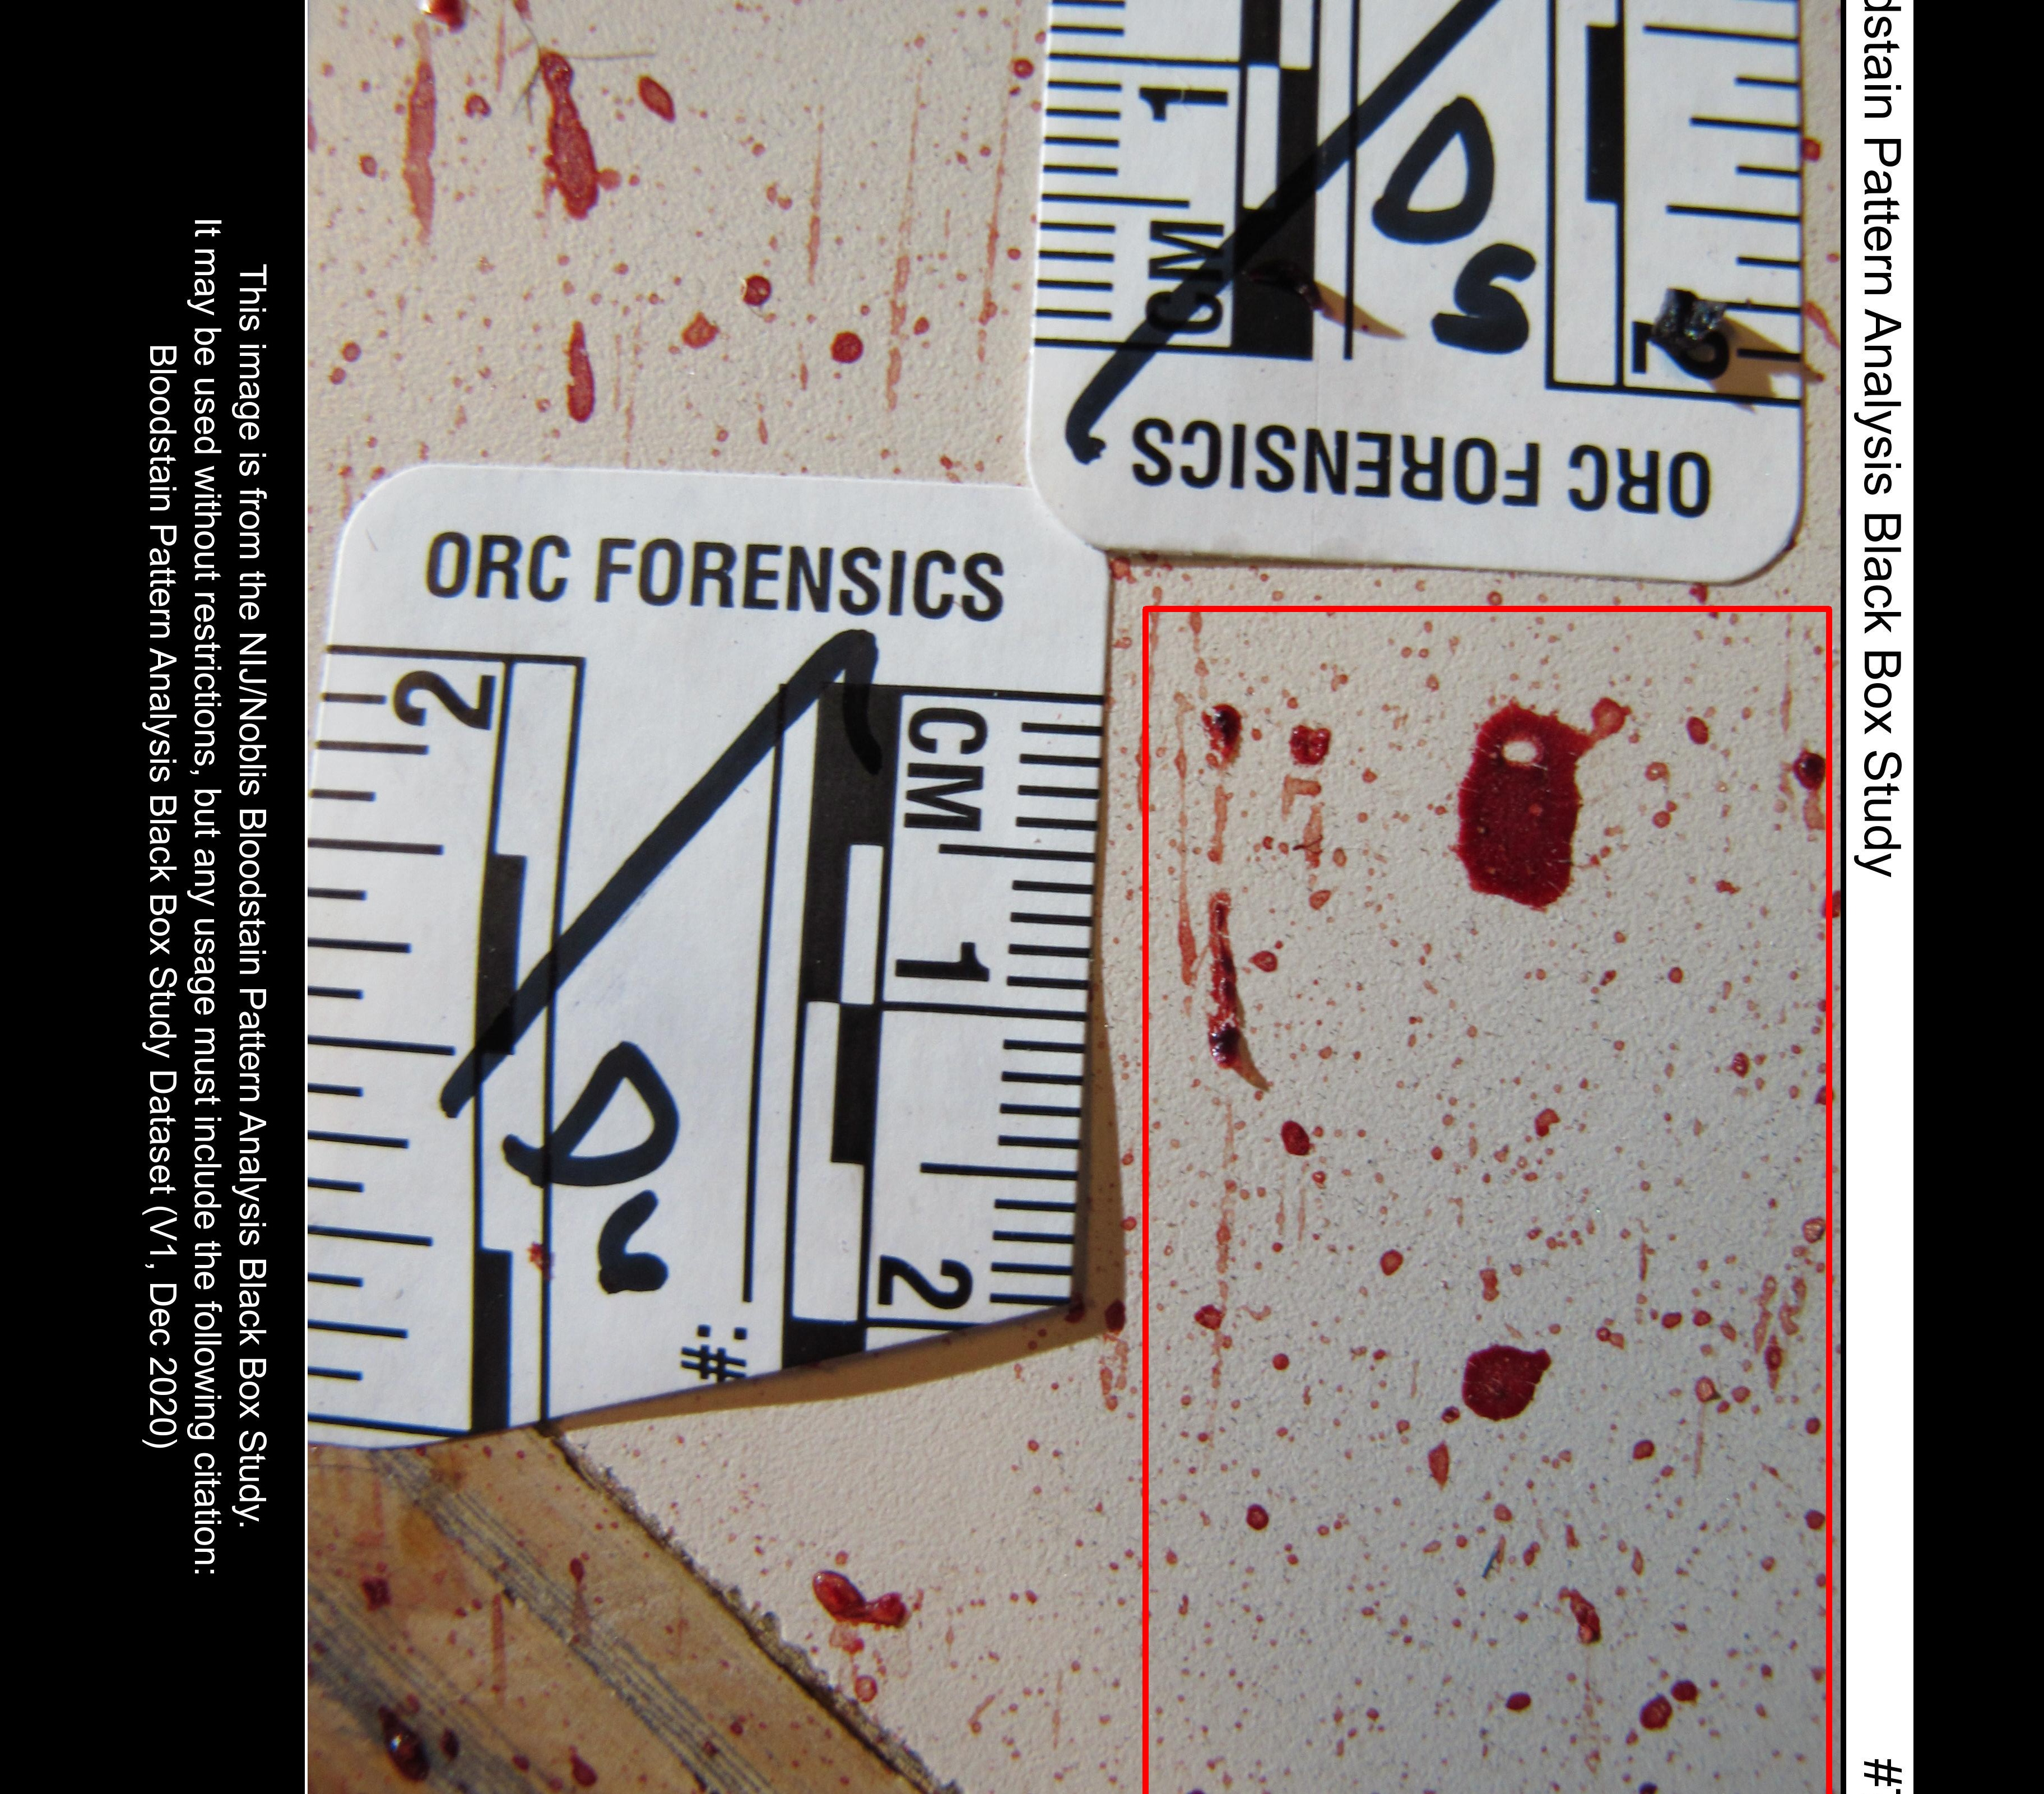 dstain Pattern Analysis Black Box Study
#
This image is from the NIJ/Noblis Bloodstain Pattern Analysis Black Box Study.
It may be used without restrictions, but any usage must include the following citation:
Bloodstain Pattern Analysis Black Box Study Dataset (V1, Dec 2020)
1
CM
DS
2
ORC FORENSICS
ORC FORENSICS
2
CM
1
2
#: